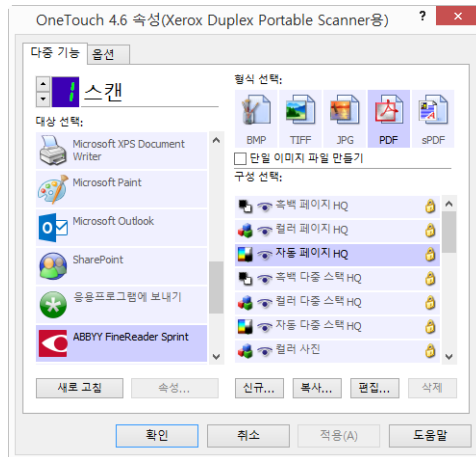 OneTouch 4.6 속성(Xerox Duplex Portable Scanner용)
? ×
다중 기능
옵션
1 스캔
대상 선택:
Microsoft XPS Document
Writer
Microsoft Paint
Microsoft Outlook
SharePoint
응용프로그램에 보내기
ABBYY FineReader Sprint
새로 고침
속성...
형식 선택:
BMP TIFF JPG PDF sPDF
단일 이미지 파일 만들기
구성 선택:
흑백 페이지 HQ
컬러 페이지 HQ
자동 페이지 HQ
흑백 다중 스택 HQ
컬러 다중 스택 HQ
자동 다중 스택 HQ
컬러 사진
신규... 복사... 편집... 삭제
확인 취소 적용(A) 도움말